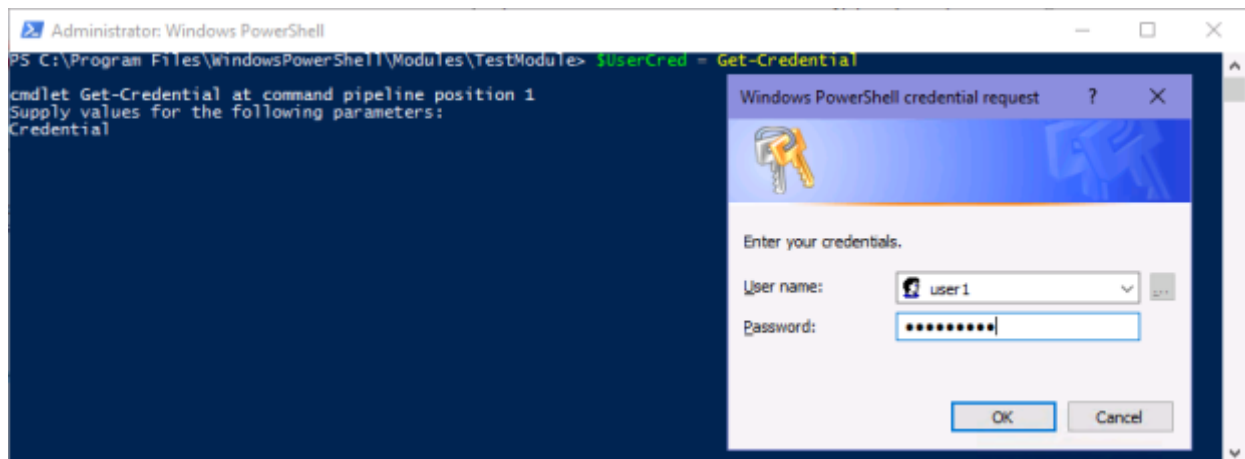 Administrator: Windows PowerShell
PS C:\Program Files\WindowsPowerShell\Modules\TestModule> $UserCred = Get-Credential
cmdlet Get-Credential at command pipeline position 1
Supply values for the following parameters:
Credential
Windows PowerShell credential request
Enter your credentials.
User name:
user1
Password:
•••••••••
OK
Cancel